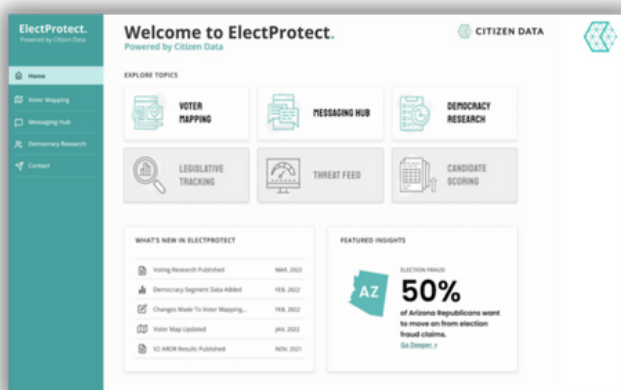 ElectProtect.
Powered by Citizen Data
Home
Voter Mapping
Messaging Hub
Democracy Research
Contact
Welcome to ElectProtect.
Powered by Citizen Data
CITIZEN DATA
EXPLORE TOPICS
VOTER
MAPPING
MESSAGING HUB
DEMOCRACY
RESEARCH
LEGISLATIVE
TRACKING
THREAT FEED
CANDIDATE
SCORING
WHAT'S NEW IN ELECTPROTECT
Voting Research Published MAR. 2022
Democracy Segment Data Added FEB. 2022
Changes Made To Voter Mapping... FEB. 2022
Voter Map Updated JAN. 2022
V2 ARDR Results Published NOV. 2021
FEATURED INSIGHTS
AZ
ELECTION FRAUD
50%
of Arizona Republicans want
to move on from election
fraud claims.
Go Deeper »